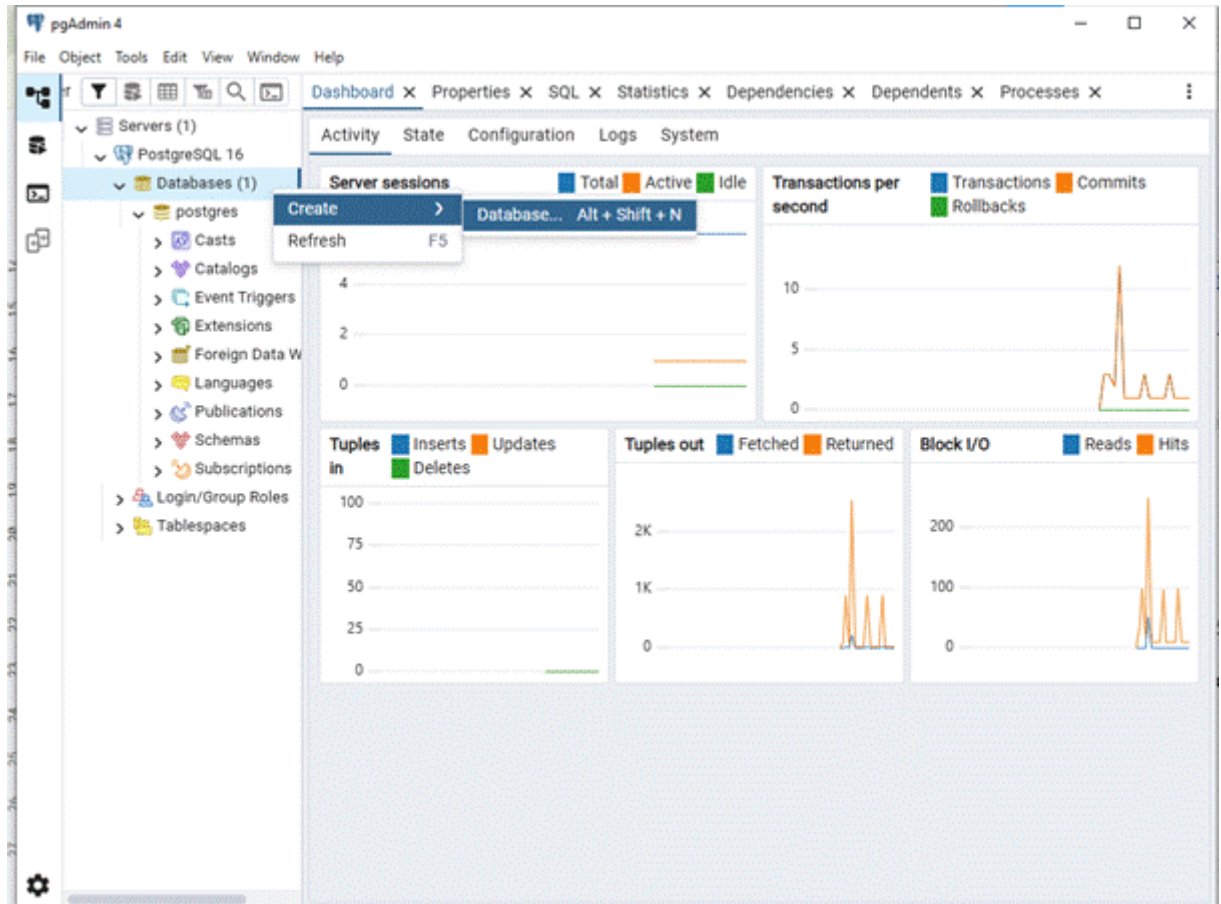 pgAdmin 4
File Object Tools Edit View Window Help
Dashboard Properties SQL Statistics Dependencies Dependents Processes
Servers (1)
PostgreSQL 16
Databases (1)
postgres
Casts
Catalogs
Event Triggers
Extensions
Foreign Data W
Languages
Publications
Schemas
Subscriptions
Login/Group Roles
Tablespaces
Create
Refresh F5
Database... Alt + Shift + N
Activity State Configuration Logs System
Server sessions Total Active Idle
4
2
0
Transactions per second Transactions Commits
Rollbacks
10
5
0
Tuples in Inserts Updates
Deletes
100
75
50
25
0
Tuples out Fetched Returned
2K
1K
0
Block I/O Reads Hits
200
100
0